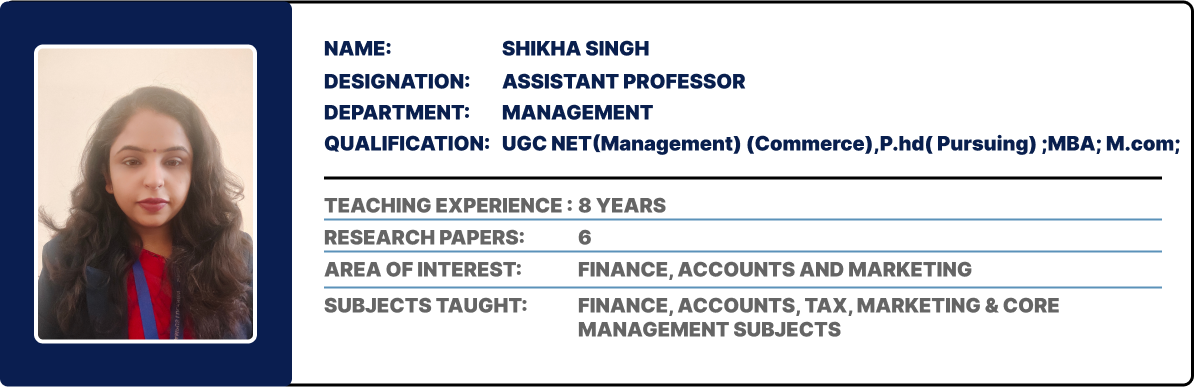 NAME: SHIKHA SINGH
DESIGNATION: ASSISTANT PROFESSOR
DEPARTMENT: MANAGEMENT
QUALIFICATION: UGC NET(Management) (Commerce),P.hd( Pursuing) ;MBA; M.com;
TEACHING EXPERIENCE : 8 YEARS
RESEARCH PAPERS: 6
AREA OF INTEREST: FINANCE, ACCOUNTS AND MARKETING
SUBJECTS TAUGHT: FINANCE, ACCOUNTS, TAX, MARKETING & CORE
MANAGEMENT SUBJECTS